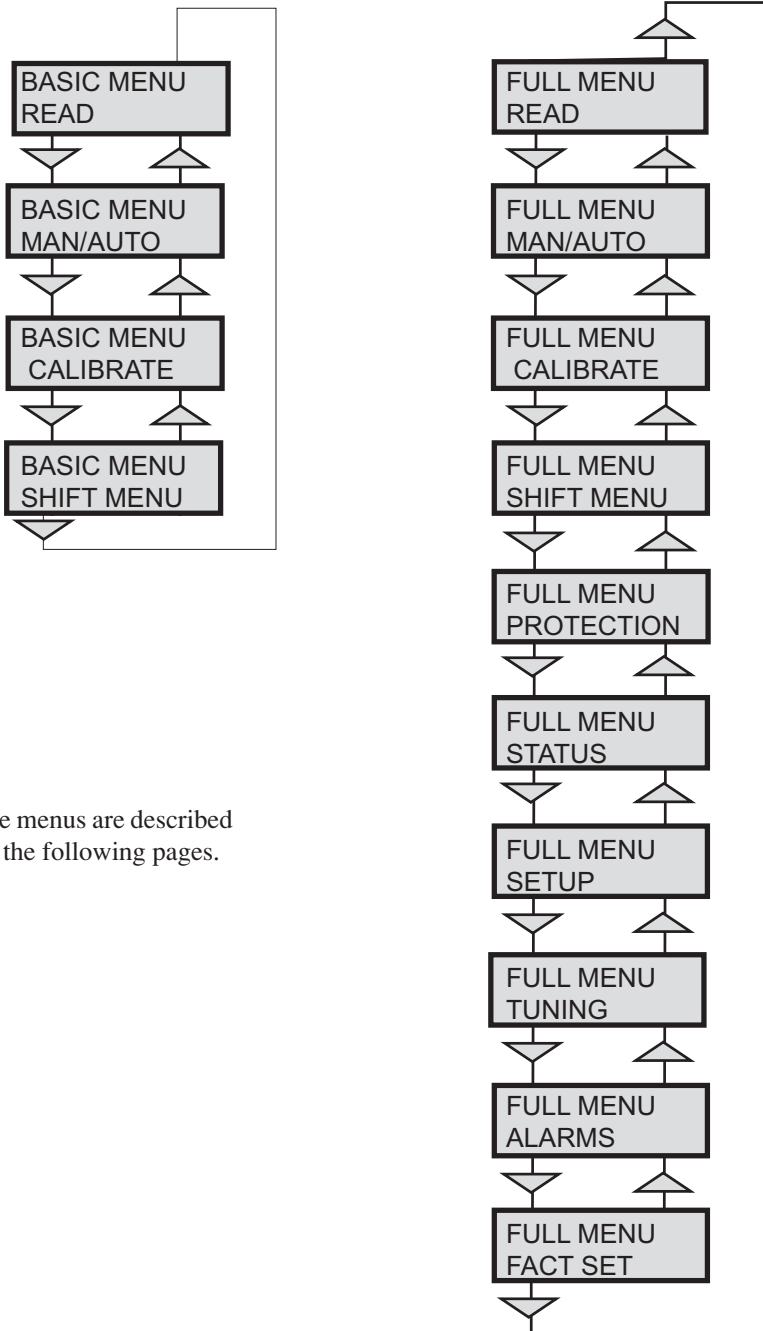 BASIC MENU
READ
BASIC MENU
MAN/AUTO
BASIC MENU
CALIBRATE
BASIC MENU
SHIFT MENU
menus are described
the following pages.
FULL MENU
READ
FULL MENU
MAN/AUTO
FULL MENU
CALIBRATE
FULL MENU
SHIFT MENU
FULL MENU
PROTECTION
FULL MENU
STATUS
FULL MENU
SETUP
FULL MENU
TUNING
FULL MENU
ALARMS
FULL MENU
FACT SET